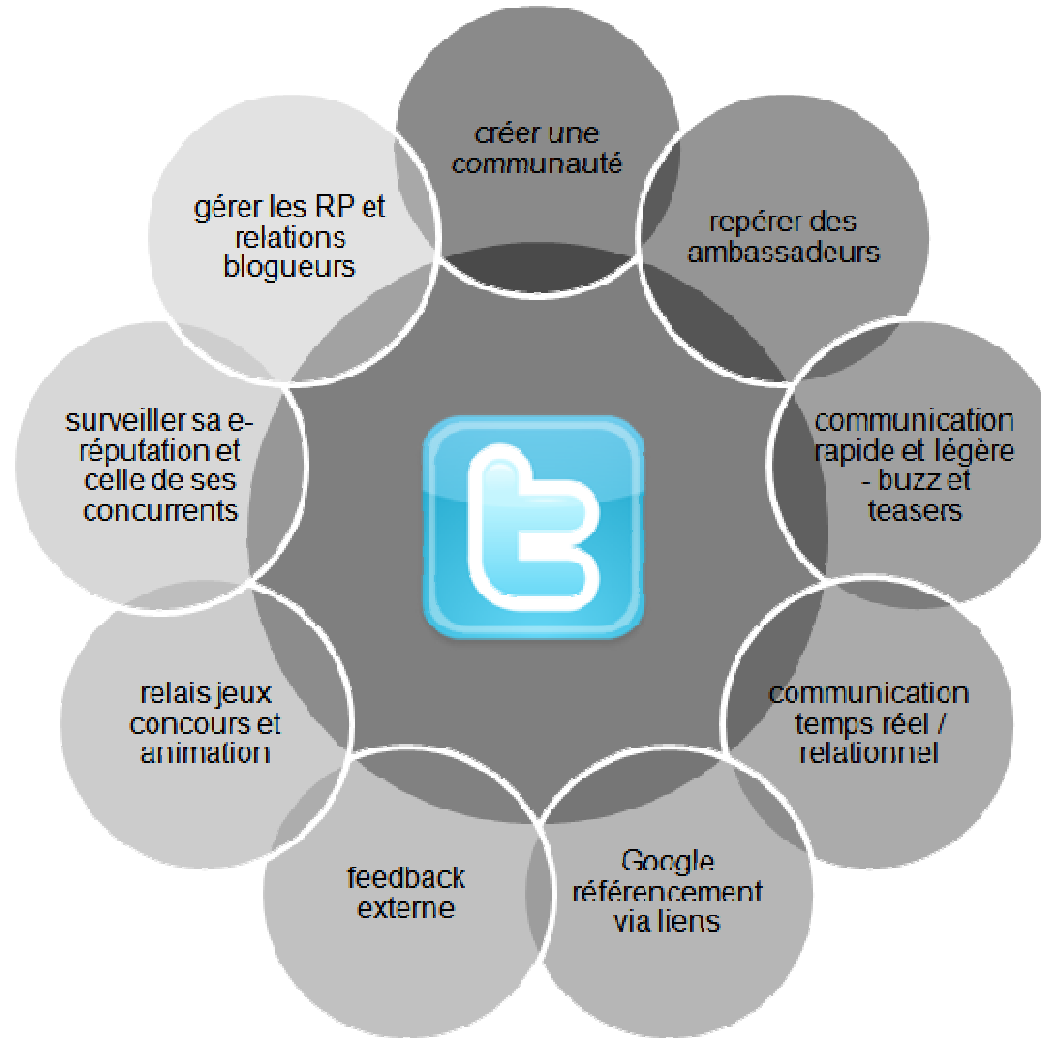 créer une
communauté
repérer des
ambassadeurs
communication
rapide et légère
- buzz et
teasers
communication
temps réel /
relationnel
Google
référencement
via liens
feedback
externe
relais jeux
concours et
animation
surveiller sa e-
réputation et
celle de ses
concurrents
gérer les RP et
relations
blogueurs
t